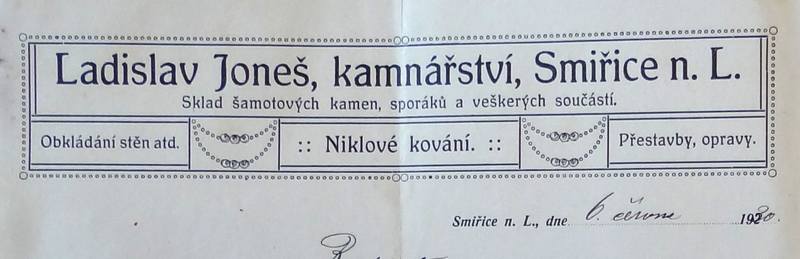 Ladislav Joneš, kamnářství, Smiřice n. L.
Sklad šamotových kamen, sporáků a veškerých součástí.
Obkládání stěn atd. :: Niklové kování. :: Přestavby, opravy.
Smiřice n. L., dne 6. června 1920.